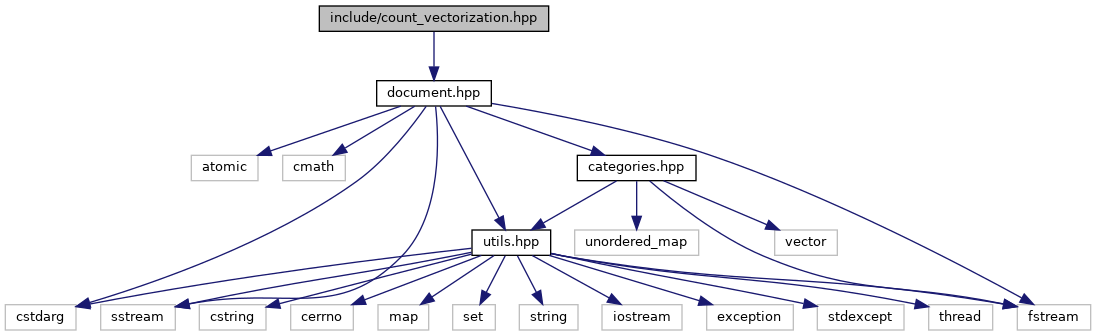 include/count_vectorization.hpp
document.hpp
atomic
cmath
categories.hpp
utils.hpp
unordered_map
vector
cstdarg
sstream
cstring
cerrno
map
set
string
iostream
exception
stdexcept
thread
fstream